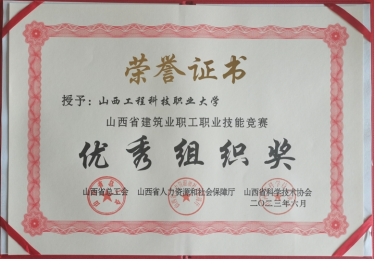 荣誉证书
授予：山西工程科技职业大学
山西省建筑业职工职业技能竞赛
优秀组织奖
山西省总工会 山西省人力资源和社会保障厅 山西省科学技术协会
二〇二三年六月